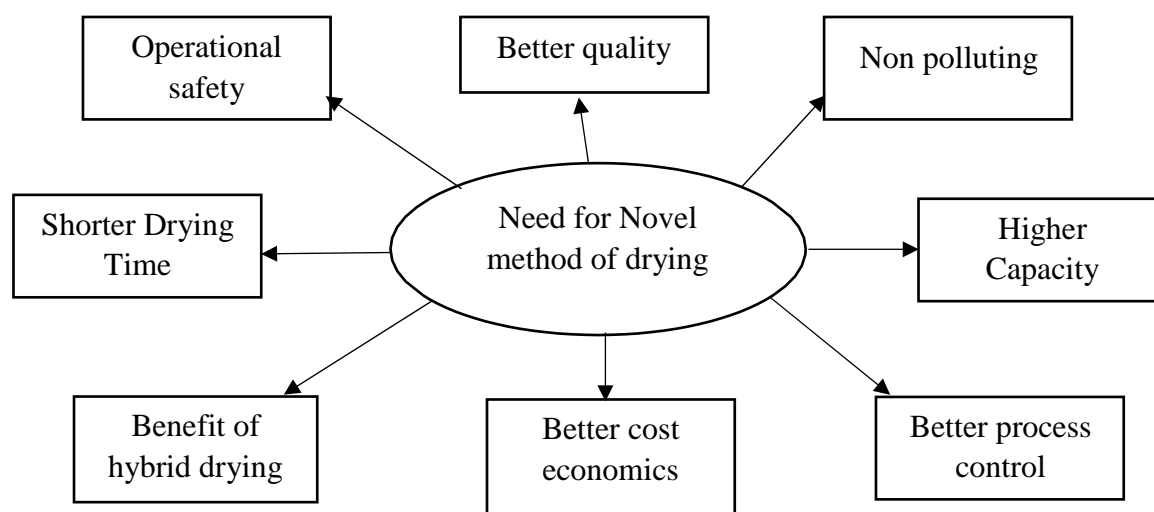 Operational
safety
Better quality
Non polluting
Shorter Drying
Time
Need for Novel
method of drying
Higher
Capacity
Benefit of
hybrid drying
Better cost
economics
Better process
control